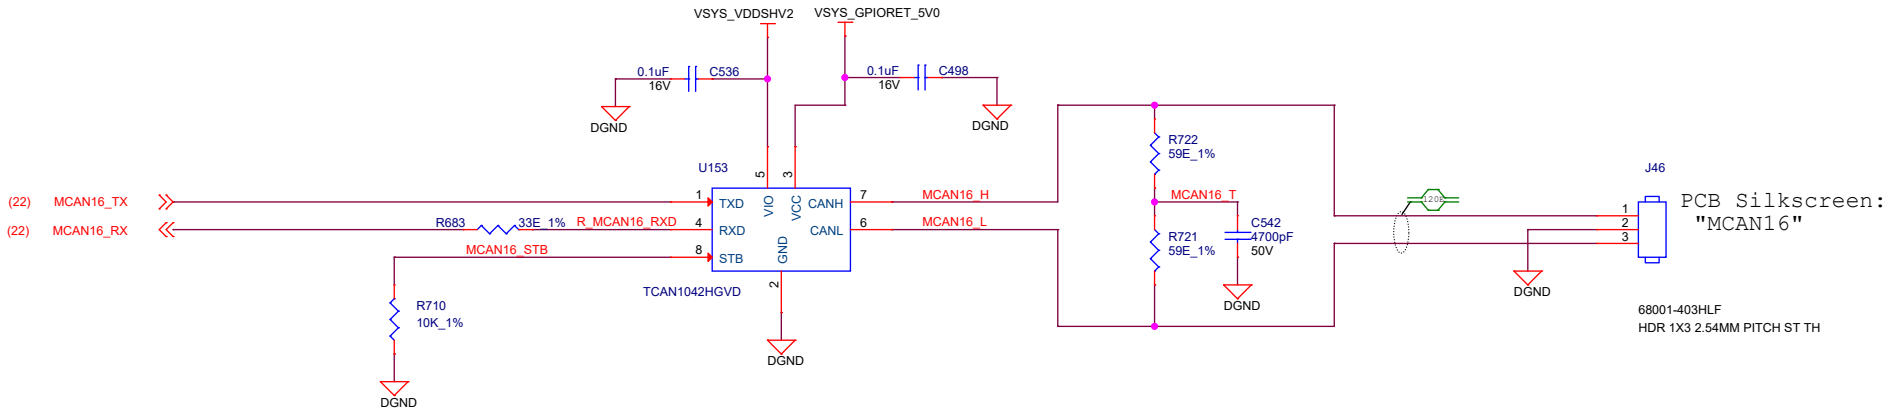 VSYS_VDDSHV2
VSYS_GPIORET_5V0
0.1uF
16V
C536
0.1uF
16V
C498
DGND
DGND
U153
5
3
R722
59E_1%
J46
(22)
MCAN16_TX
1
TXD
VIO
VCC
CANH
7
MCAN16_H
MCAN16_T
120E
1
PCB Silkscreen:
"MCAN16"
(22)
MCAN16_RX
R683
33E_1%
R_MCAN16_RXD
4
RXD
CANL
6
MCAN16_L
C542
4700pF
50V
R721
59E_1%
2
3
MCAN16_STB
8
STB
GND
2
TCAN1042HGVD
DGND
DGND
R710
10K_1%
68001-403HLF
HDR 1X3 2.54MM PITCH ST TH
DGND
DGND